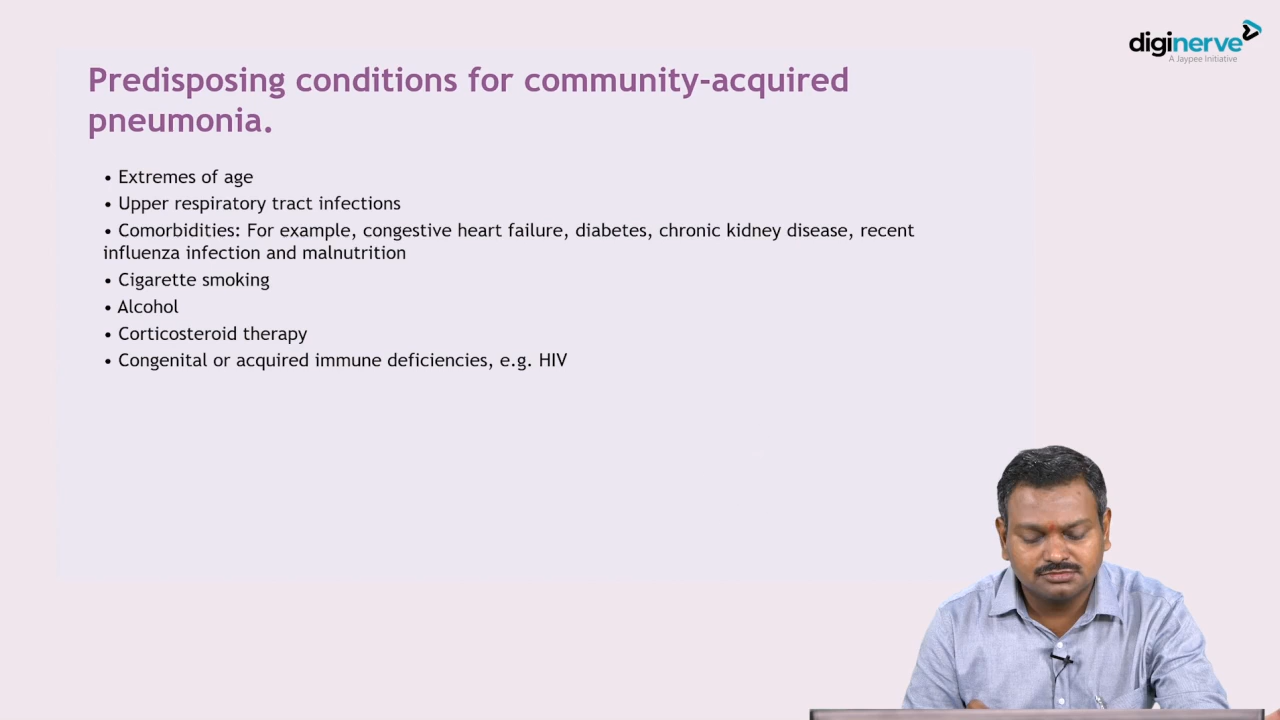 diginerve
A Jaypee Initiative
Predisposing conditions for community-acquired
pneumonia.
• Extremes of age
• Upper respiratory tract infections
• Comorbidities: For example, congestive heart failure, diabetes, chronic kidney disease, recent
influenza infection and malnutrition
• Cigarette smoking
• Alcohol
• Corticosteroid therapy
• Congenital or acquired immune deficiencies, e.g. HIV